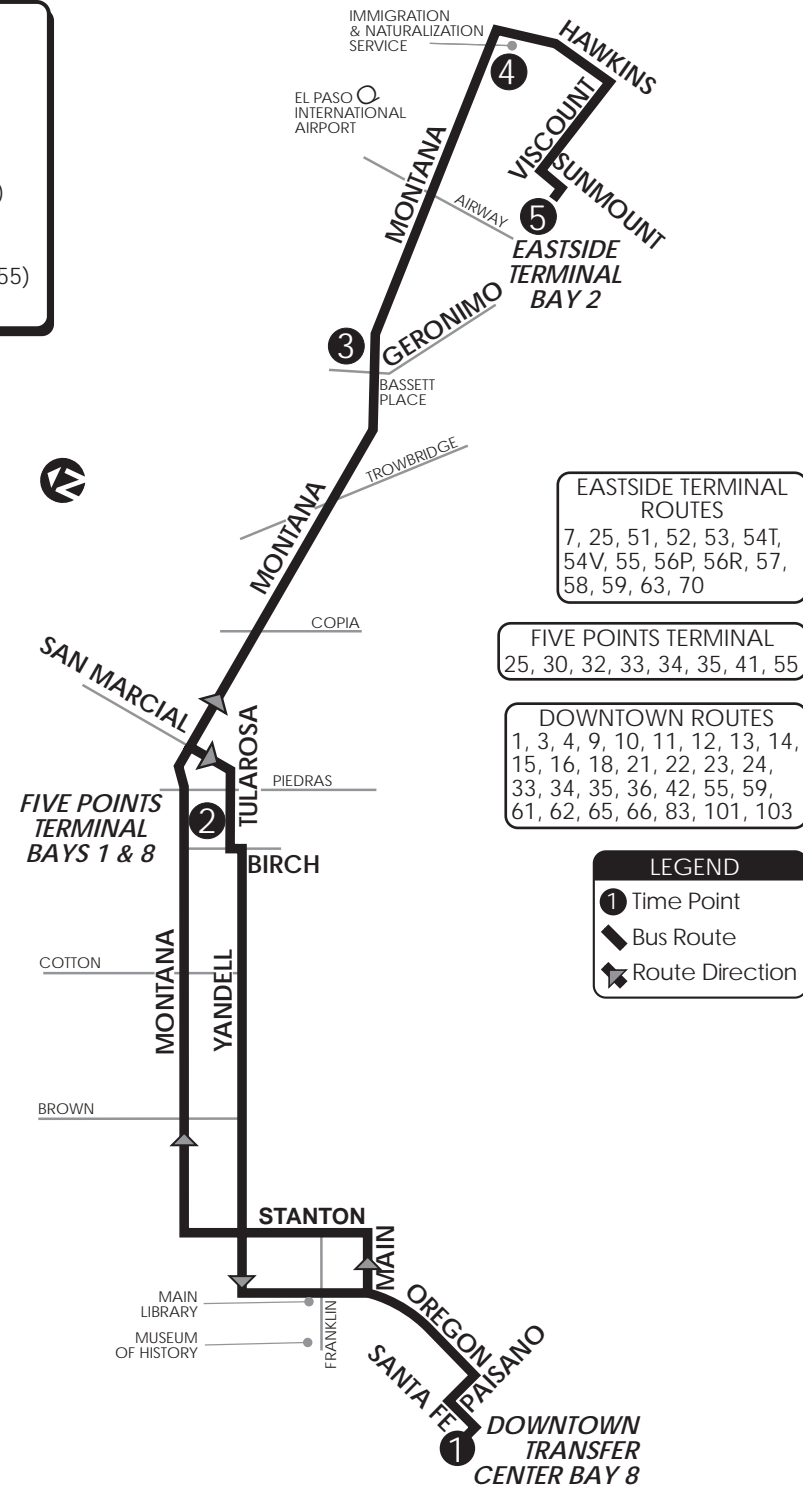 )
55)
IMMIGRATION
& NATURALIZATION
SERVICE
4
HAWKINS
EL PASO
INTERNATIONAL
AIRPORT
MONTANA
VISCOUNT
SUNMOUNT
AIRWAY
5
EASTSIDE
TERMINAL
BAY 2
3
GERONIMO
BASSETT
PLACE
N
TROWBRIDGE
MONTANA
EASTSIDE TERMINAL
ROUTES
7, 25, 51, 52, 53, 54T,
54V, 55, 56P, 56R, 57,
58, 59, 63, 70
COPIA
FIVE POINTS TERMINAL
25, 30, 32, 33, 34, 35, 41, 55
SAN MARCIAL
TULAROSA
DOWNTOWN ROUTES
1, 3, 4, 9, 10, 11, 12, 13, 14,
15, 16, 18, 21, 22, 23, 24,
33, 34, 35, 36, 42, 55, 59,
61, 62, 65, 66, 83, 101, 103
PIEDRAS
FIVE POINTS
TERMINAL
BAYS 1 & 8
2
BIRCH
LEGEND
1 Time Point
Bus Route
Route Direction
COTTON
MONTANA
YANDELL
BROWN
STANTON
MAIN
MAIN
LIBRARY
MUSEUM
OF HISTORY
FRANKLIN
OREGON
PAISANO
SANTA FE
1
DOWNTOWN
TRANSFER
CENTER BAY 8